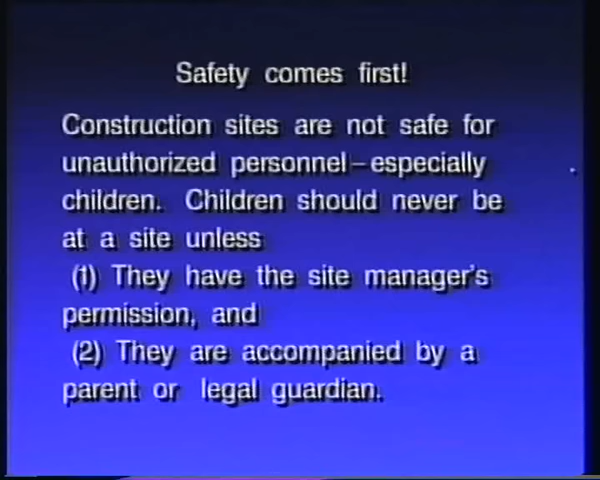 Safety comes first!
Construction sites are not safe for
unauthorized personnel–especially
children. Children should never be
at a site unless
(1) They have the site manager's
permission, and
(2) They are accompanied by a
parent or legal guardian.